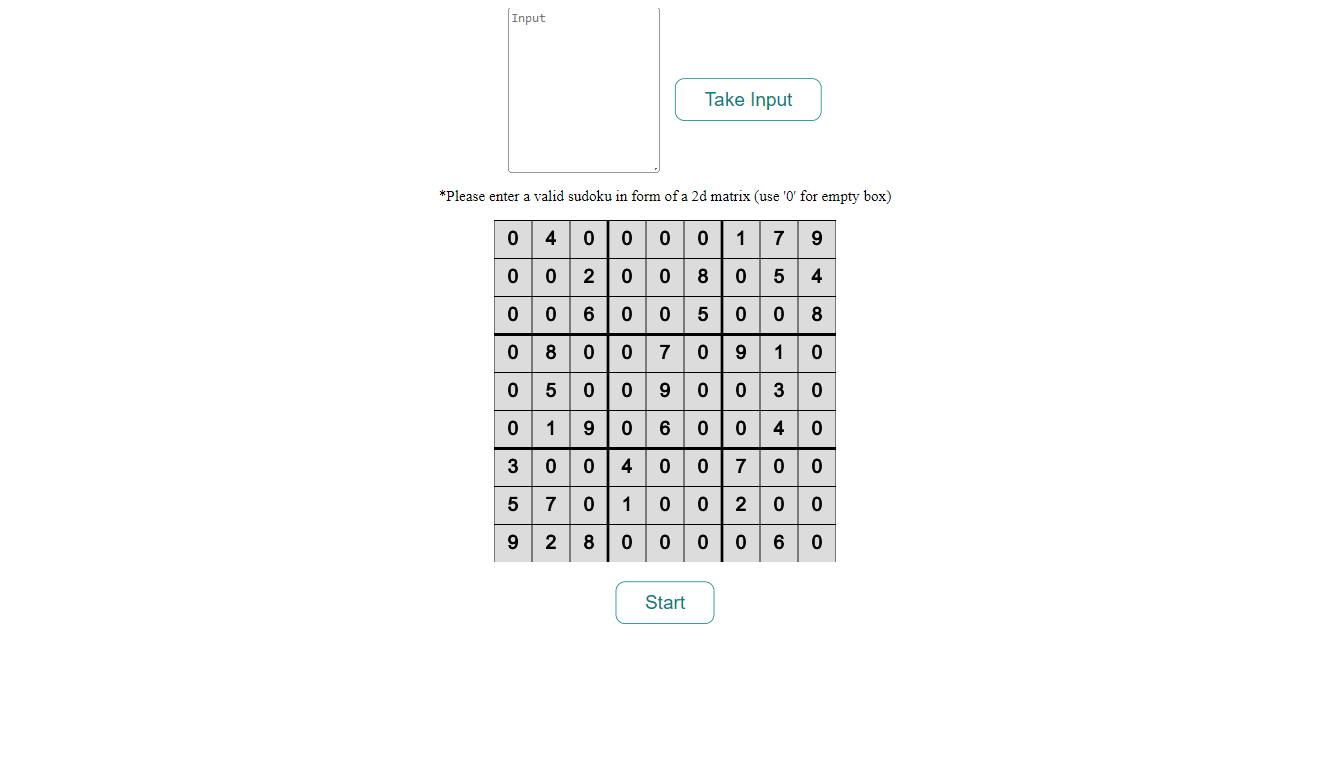 Input
Take Input
*Please enter a valid sudoku in form of a 2d matrix (use '0' for empty box)
0 4 0 0 0 0 1 7 9
0 0 2 0 0 8 0 5 4
0 0 6 0 0 5 0 0 8
0 8 0 0 7 0 9 1 0
0 5 0 0 9 0 0 3 0
0 1 9 0 6 0 0 4 0
3 0 0 4 0 0 7 0 0
5 7 0 1 0 0 2 0 0
9 2 8 0 0 0 0 6 0
Start